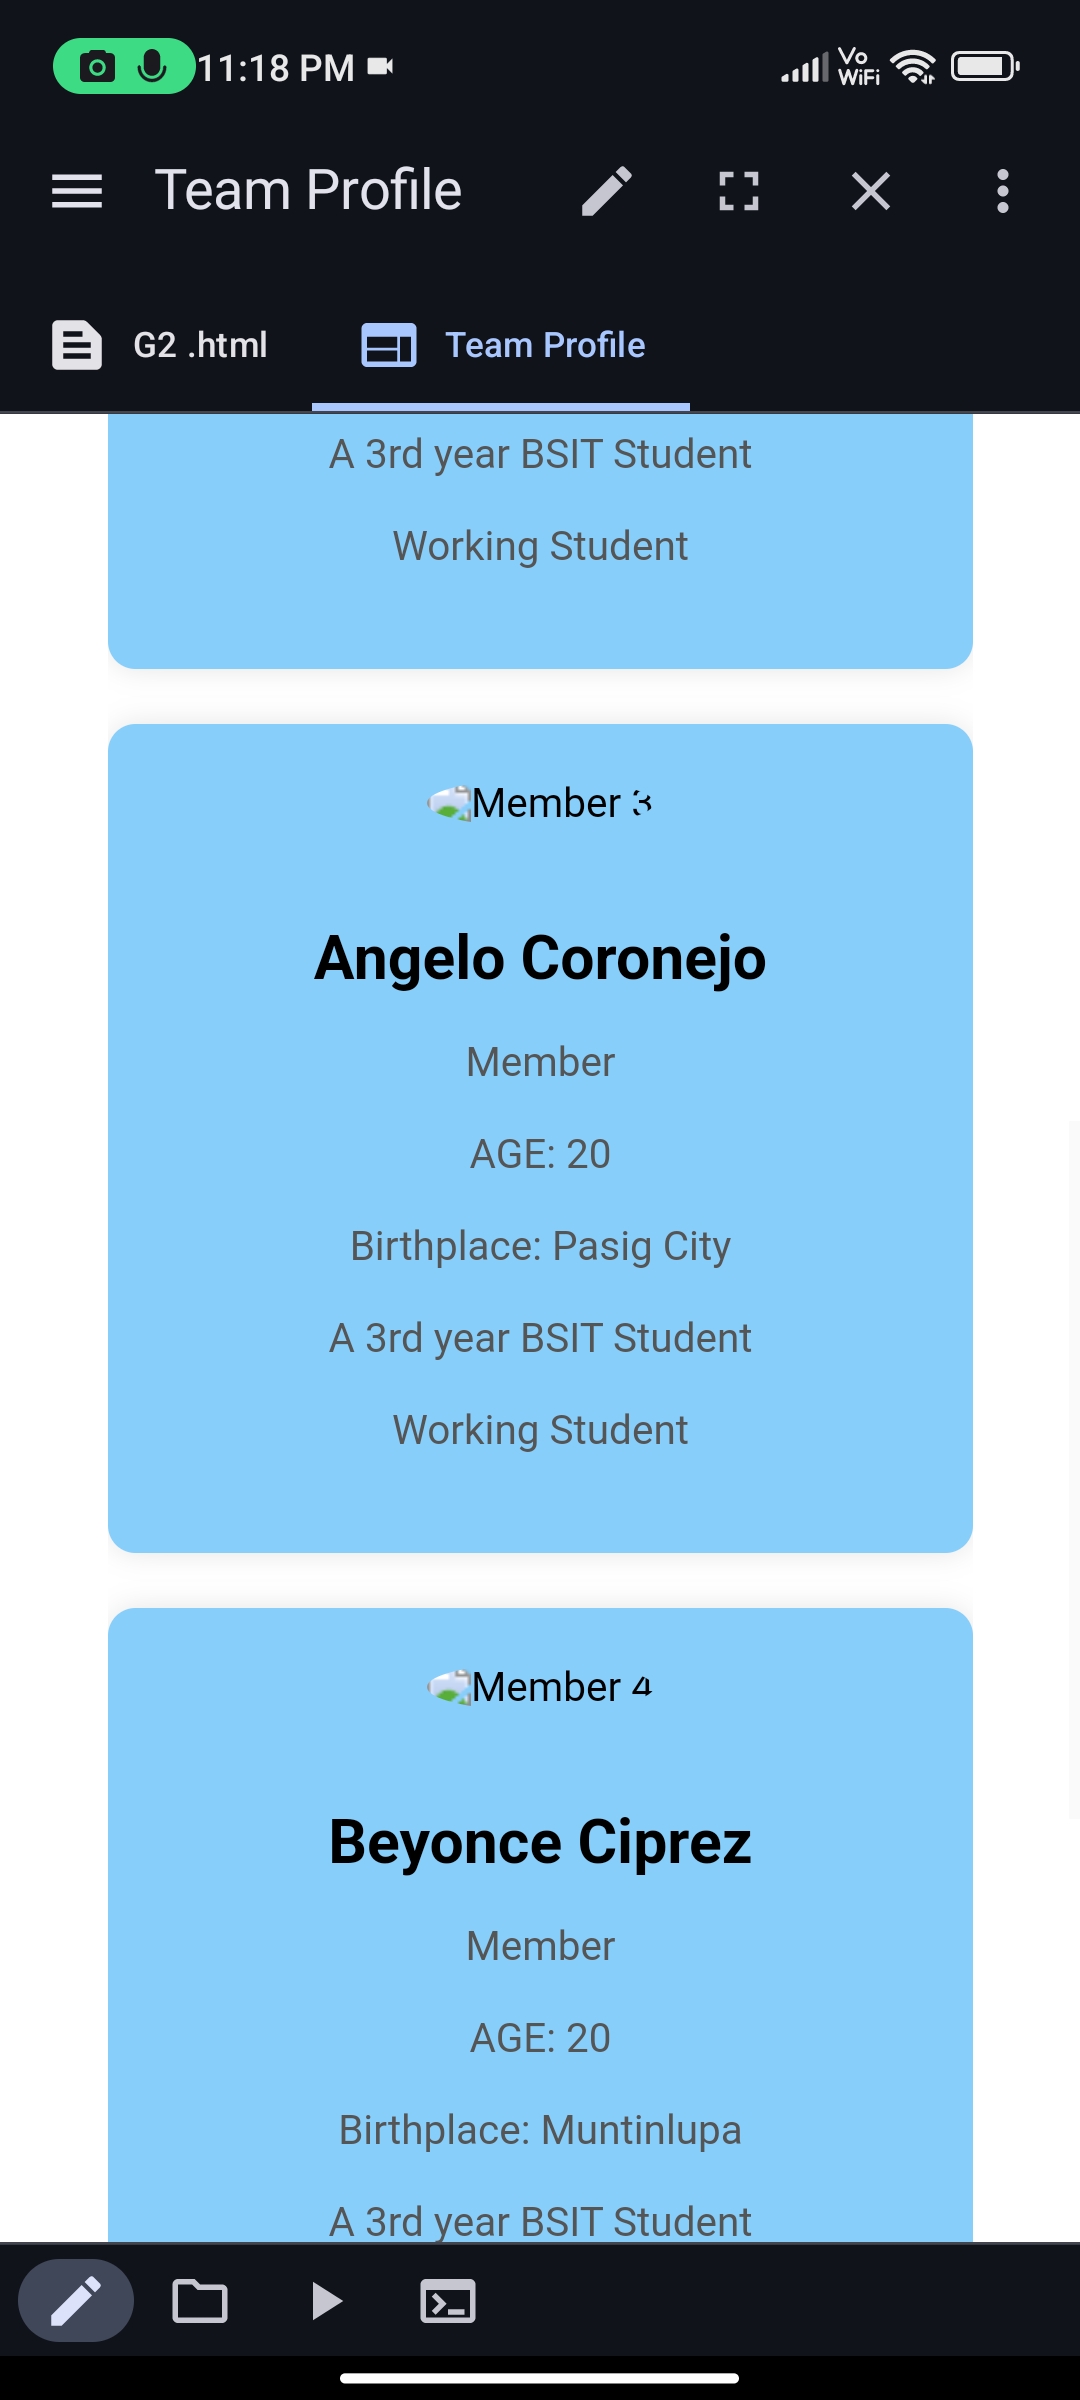 11:18 PM
Vo WiFi
Team Profile
G2 .html
Team Profile
A 3rd year BSIT Student
Working Student
Member 3
Angelo Coronejo
Member
AGE: 20
Birthplace: Pasig City
A 3rd year BSIT Student
Working Student
Member 4
Beyonce Ciprez
Member
AGE: 20
Birthplace: Muntinlupa
A 3rd year BSIT Student